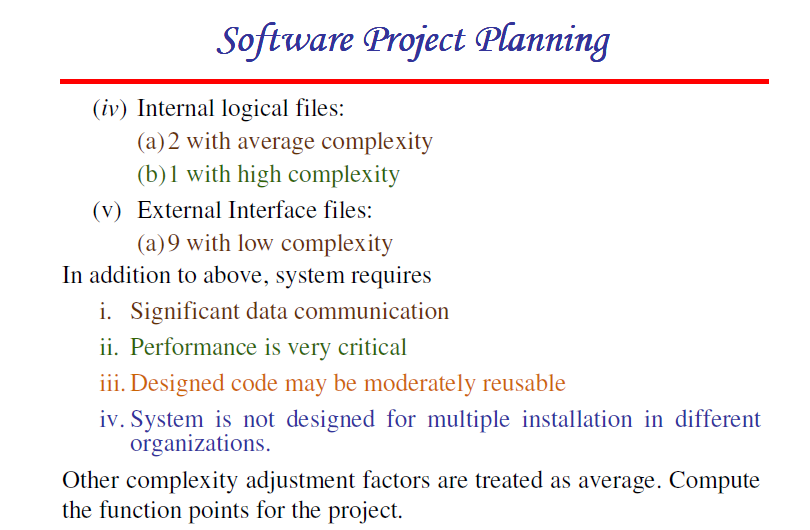 Software Project Planning
(iv) Internal logical files:
(a) 2 with average complexity
(b) 1 with high complexity
(v) External Interface files:
(a) 9 with low complexity
In addition to above, system requires
i. Significant data communication
ii. Performance is very critical
iii. Designed code may be moderately reusable
iv. System is not designed for multiple installation in different
organizations.
Other complexity adjustment factors are treated as average. Compute
the function points for the project.